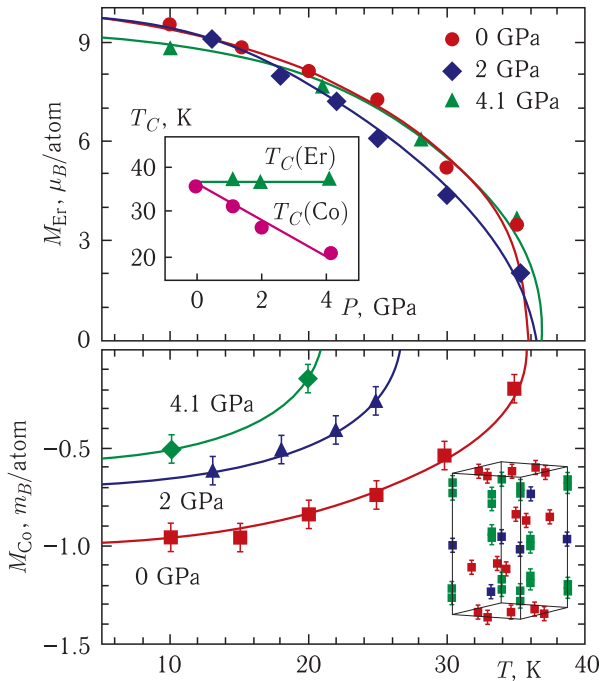 0 GPa
2 GPa
4.1 GPa
9
6
3
0
M_Er, μ_B/atom
T_C, K
40
30
20
T_C(Er)
T_C(Co)
0 2 4 P, GPa
4.1 GPa
2 GPa
0 GPa
−0.5
−1.0
−1.5
M_Co, m_B/atom
10 20 30 T, K 40